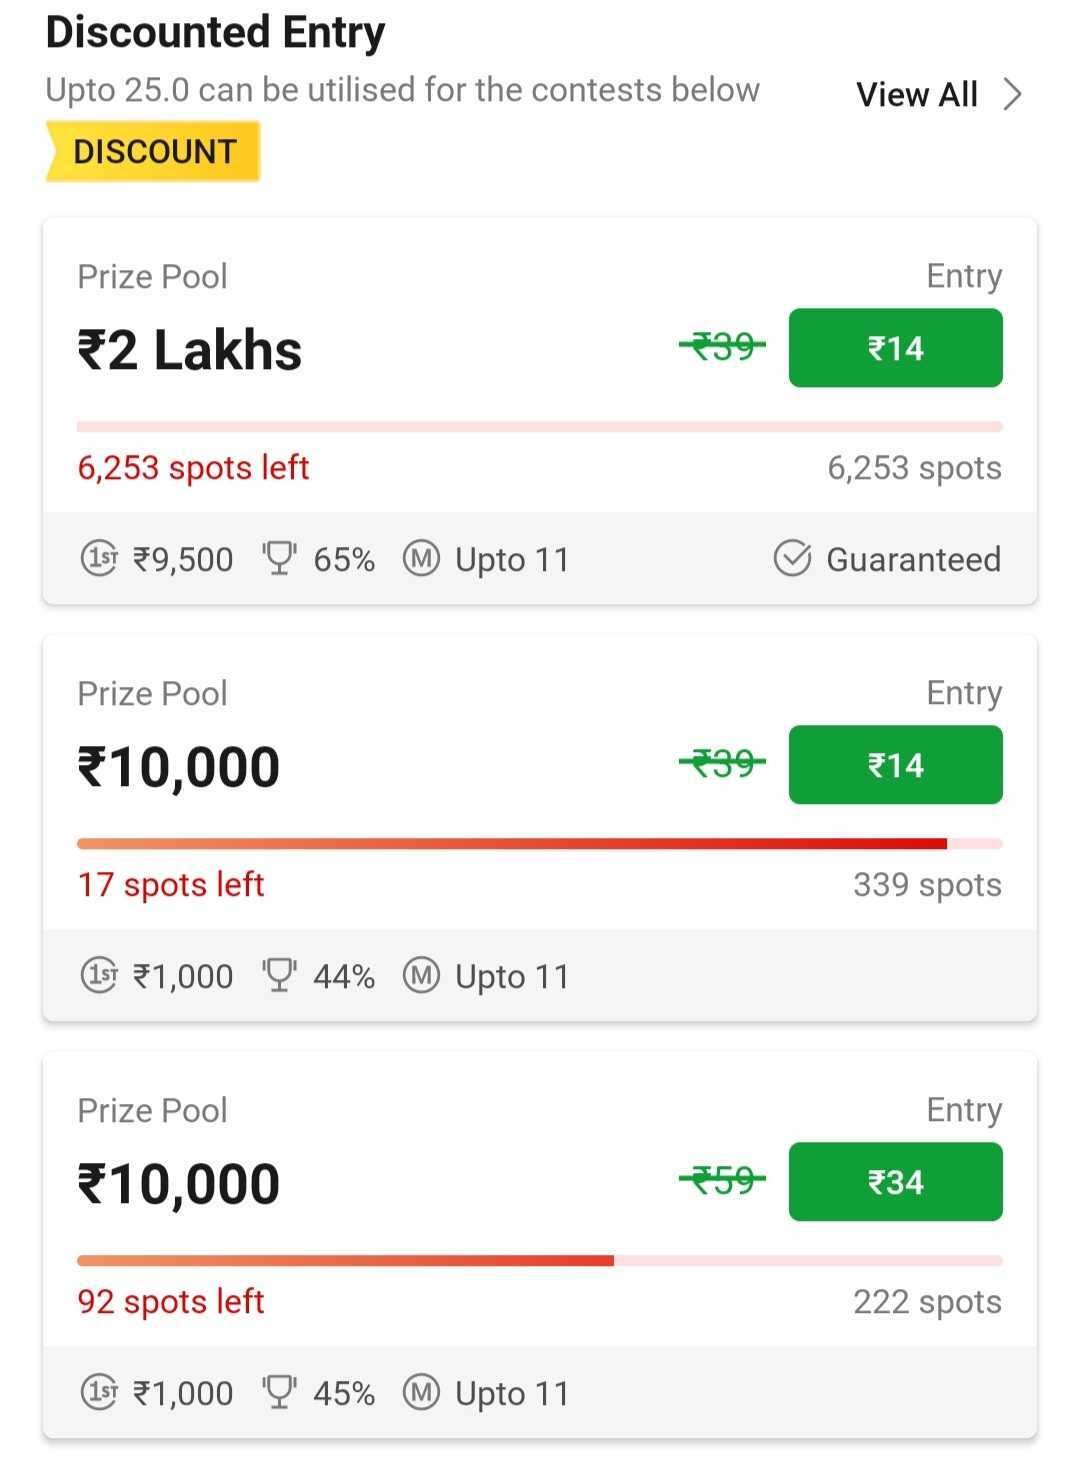 Discounted Entry
Upto 25.0 can be utilised for the contests below
View All
DISCOUNT
Prize Pool
Entry
₹2 Lakhs
₹39
₹14
6,253 spots left
6,253 spots
1ST ₹9,500 65% M Upto 11
Guaranteed
Prize Pool
Entry
₹10,000
₹39
₹14
17 spots left
339 spots
1ST ₹1,000 44% M Upto 11
Prize Pool
Entry
₹10,000
₹59
₹34
92 spots left
222 spots
1ST ₹1,000 45% M Upto 11